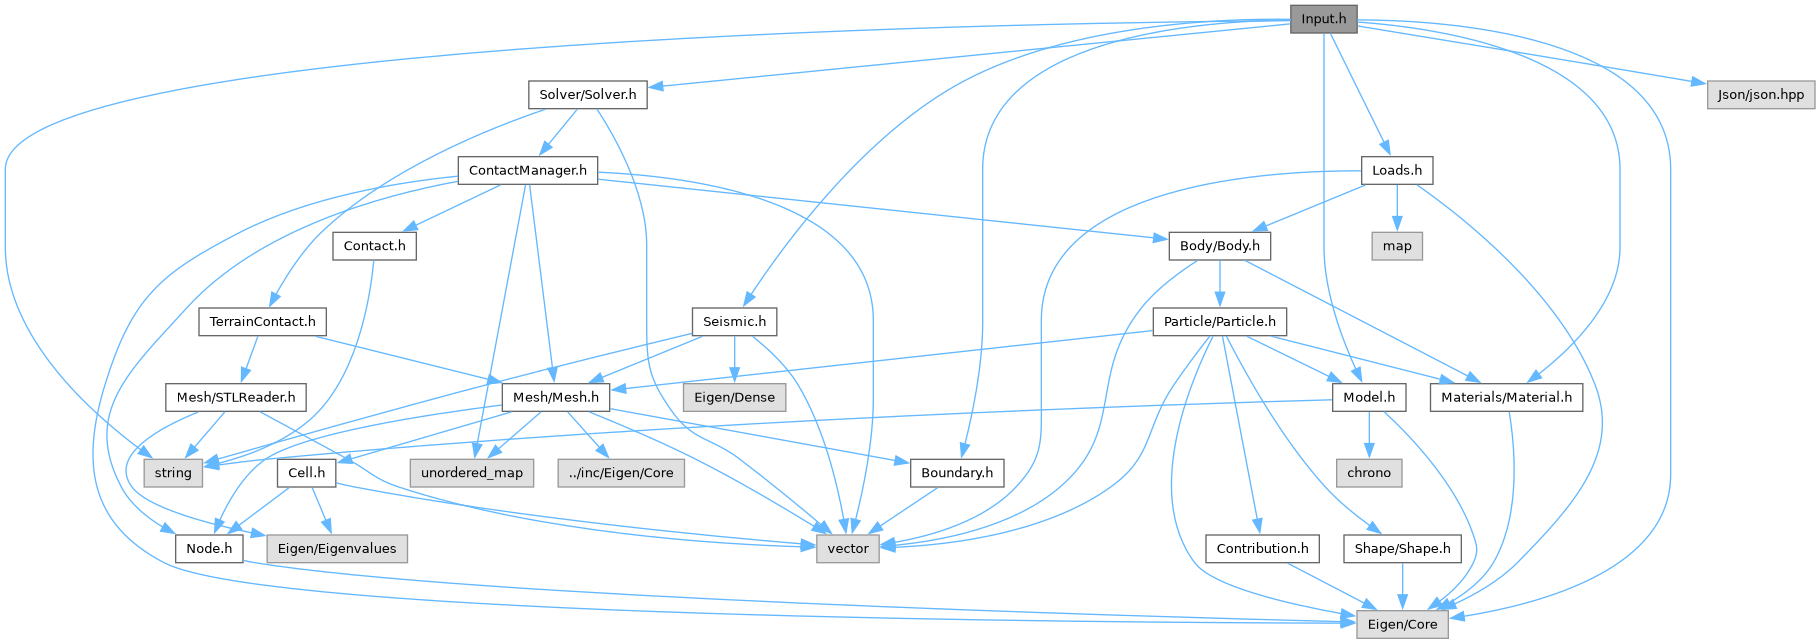 Input.h
Solver/Solver.h
Json/json.hpp
ContactManager.h
Loads.h
Contact.h
Body/Body.h
map
TerrainContact.h
Seismic.h
Particle/Particle.h
Mesh/STLReader.h
Mesh/Mesh.h
Eigen/Dense
Model.h
Materials/Material.h
string
Cell.h
unordered_map
../inc/Eigen/Core
Boundary.h
chrono
Node.h
Eigen/Eigenvalues
vector
Contribution.h
Shape/Shape.h
Eigen/Core